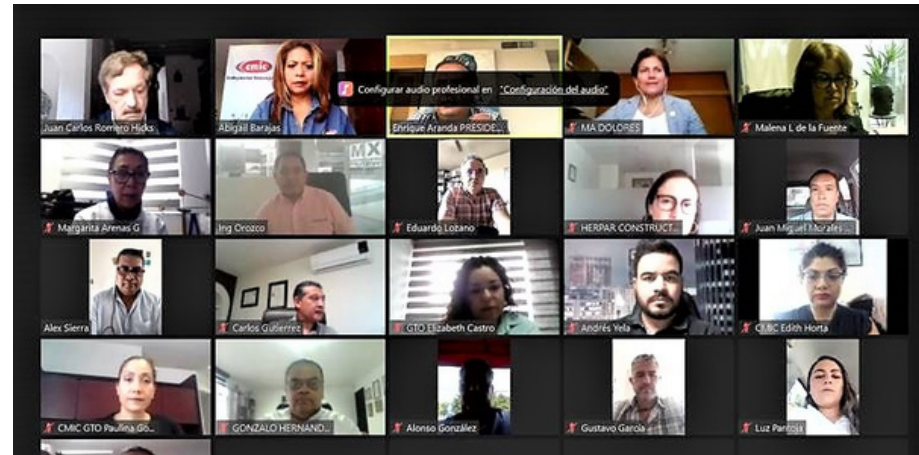 cmic
Configurar audio profesional en "Configuración del audio"
Juan Carlos Romero Hicks
Abigail Barajas
Enrique Aranda PRESIDE...
MA DOLORES
Malena L de la Fuente
MX
Margarita Arenas G
Ing Orozco
Eduardo Lozano
HERPAR CONSTRUCT...
Juan Miguel Morales ...
Alex Sierra
Carlos Gutierrez
GTO Elizabeth Castro
Andrés Yela
CMIC Edith Horta
CMIC GTO Paulina Go...
GONZALO HERNAND...
Alonso González
Gustavo García
Luz Pantoja